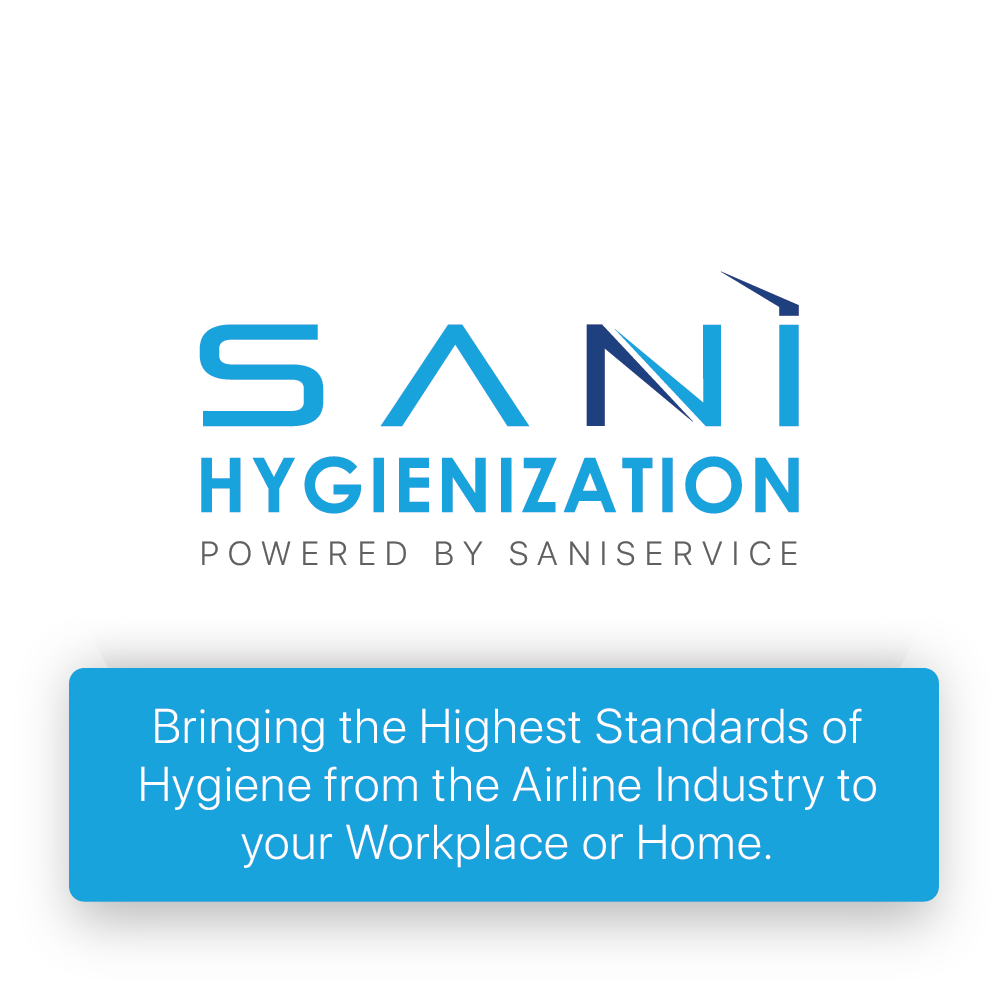 SANİ
HYGIENIZATION
POWERED BY SANISERVICE
Bringing the Highest Standards of
Hygiene from the Airline Industry to
your Workplace or Home.